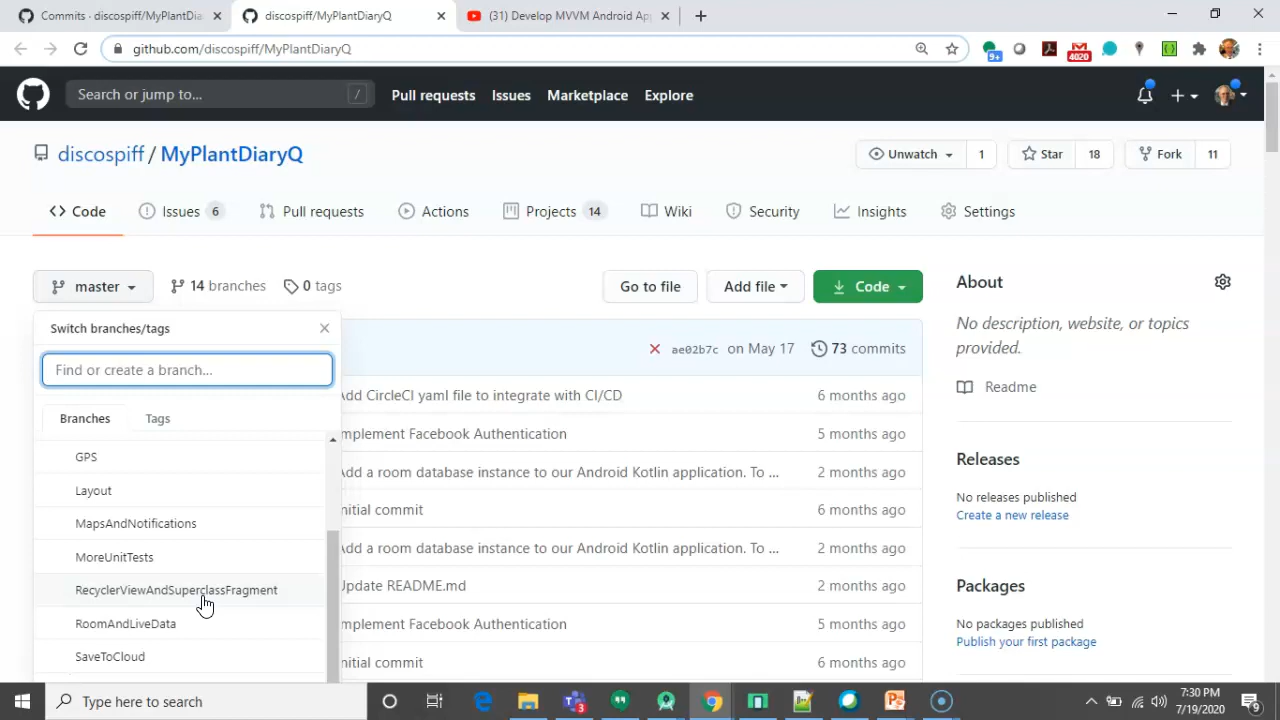 Commits · discospiff/MyPlantDiary
discospiff/MyPlantDiaryQ
(31) Develop MVVM Android App
github.com/discospiff/MyPlantDiaryQ
9+
4020
Search or jump to...
/
Pull requests
Issues
Marketplace
Explore
discospiff / MyPlantDiaryQ
Unwatch
1
Star
18
Fork
11
Code
Issues 6
Pull requests
Actions
Projects 14
Wiki
Security
Insights
Settings
master
14 branches
0 tags
Go to file
Add file
Code
Switch branches/tags
Find or create a branch...
Branches
Tags
GPS
Layout
MapsAndNotifications
MoreUnitTests
RecyclerViewAndSuperclassFragment
RoomAndLiveData
SaveToCloud
ae02b7c on May 17
73 commits
Add CircleCI yaml file to integrate with CI/CD
6 months ago
mplement Facebook Authentication
5 months ago
Add a room database instance to our Android Kotlin application. To ...
2 months ago
nitial commit
6 months ago
Add a room database instance to our Android Kotlin application. To ...
2 months ago
Update README.md
2 months ago
mplement Facebook Authentication
5 months ago
nitial commit
6 months ago
About
No description, website, or topics
provided.
Readme
Releases
No releases published
Create a new release
Packages
No packages published
Publish your first package
Type here to search
3
7:30 PM
7/19/2020
9